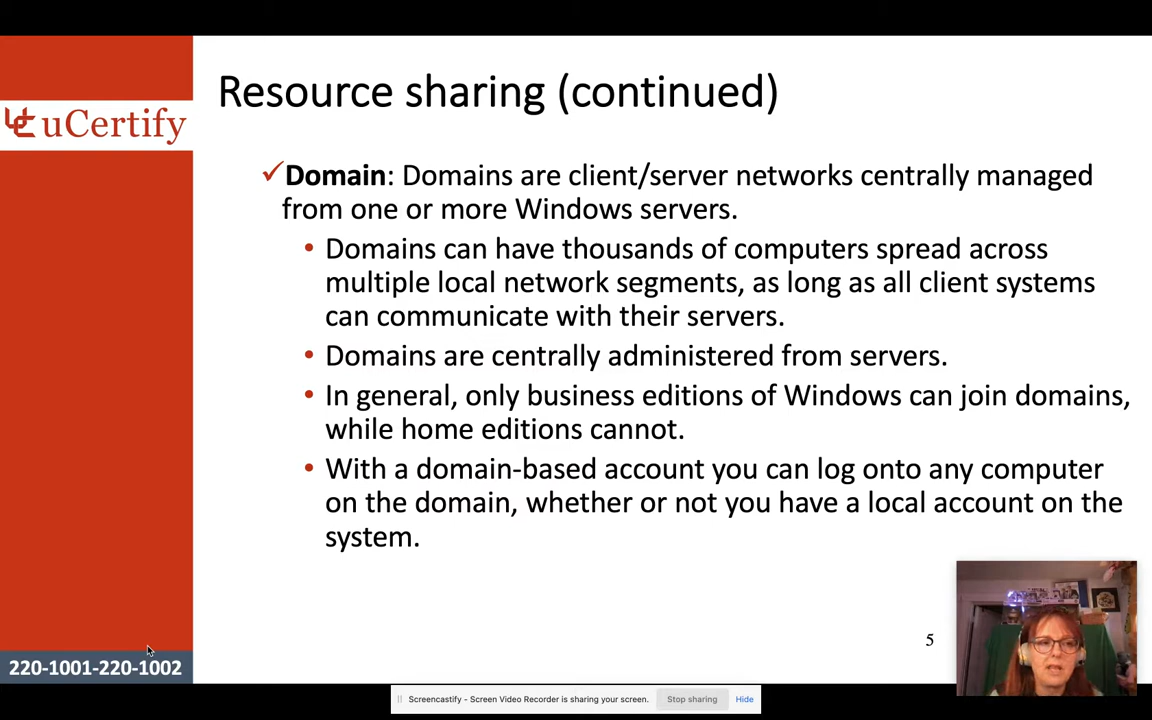 Resource sharing (continued)
uCertify
✓Domain: Domains are client/server networks centrally managed
from one or more Windows servers.
• Domains can have thousands of computers spread across
multiple local network segments, as long as all client systems
can communicate with their servers.
• Domains are centrally administered from servers.
• In general, only business editions of Windows can join domains,
while home editions cannot.
• With a domain-based account you can log onto any computer
on the domain, whether or not you have a local account on the
system.
5
220-1001-220-1002
Screencastify - Screen Video Recorder is sharing your screen. Stop sharing Hide